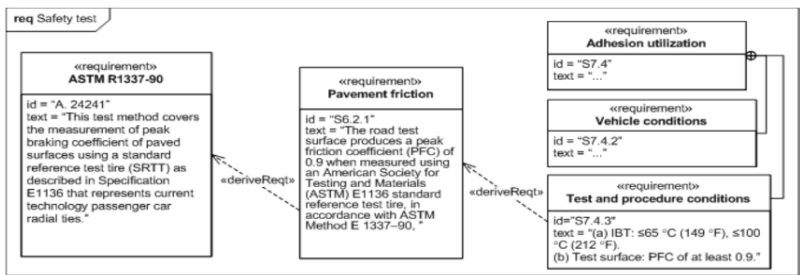 req Safety test
«requirement»
ASTM R1337-90
id = "A. 24241"
text = "This test method covers
the measurement of peak
braking coefficient of paved
surfaces using a standard
reference test tire (SRTT) as
described in Specification
E1136 that represents current
technology passenger car
radial ties."
«deriveReqt»
«requirement»
Pavement friction
id = "S6.2.1"
text = "The road test
surface produces a peak
friction coefficient (PFC) of
0.9 when measured using
an American Society for
Testing and Materials
(ASTM) E1136 standard
reference test tire, in
accordance with ASTM
Method E 1337–90, "
«deriveReqt»
«requirement»
Adhesion utilization
id = "S7.4"
text = "..."
«requirement»
Vehicle conditions
id = "S7.4.2"
text = "..."
«requirement»
Test and procedure conditions
id="S7.4.3"
text = "(a) IBT: ≤65 °C (149 °F), ≤100
°C (212 °F).
(b) Test surface: PFC of at least 0.9."